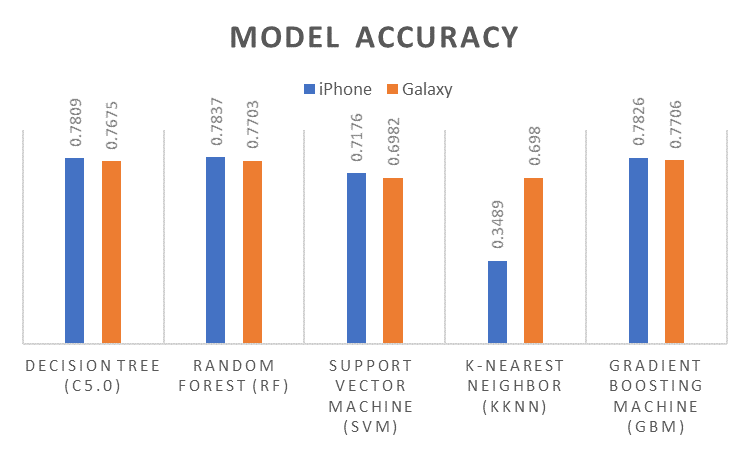 MODEL ACCURACY
iPhone Galaxy
0.7809
0.7675
0.7837
0.7703
0.7176
0.6982
0.3489
0.698
0.7826
0.7706
DECISION TREE
(C5.0)
RANDOM
FOREST (RF)
SUPPORT
VECTOR
MACHINE
(SVM)
K-NEAREST
NEIGHBOR
(KKNN)
GRADIENT
BOOSTING
MACHINE
(GBM)